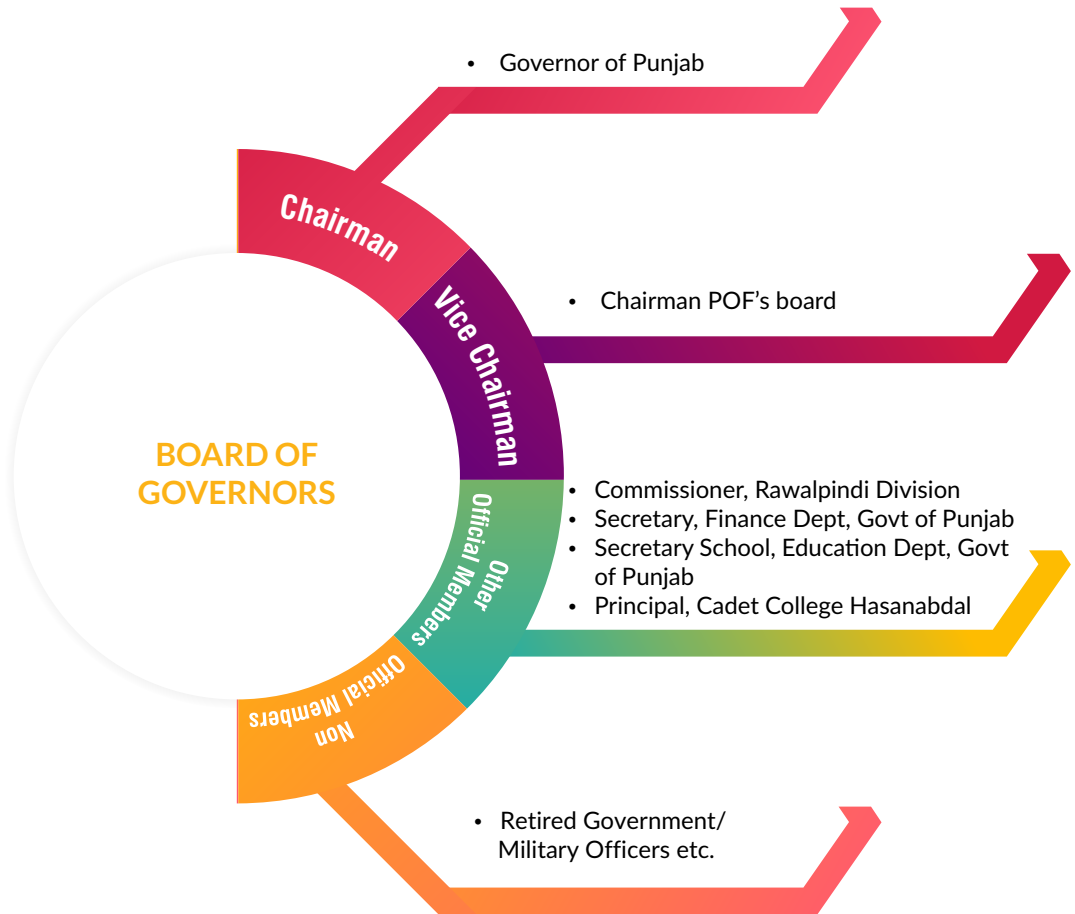 BOARD OF
GOVERNORS
Chairman
• Governor of Punjab
Vice Chairman
• Chairman POF’s board
Other
Official Members
• Commissioner, Rawalpindi Division
• Secretary, Finance Dept, Govt of Punjab
• Secretary School, Education Dept, Govt
of Punjab
• Principal, Cadet College Hasanabdal
Non
Official Members
• Retired Government/
Military Officers etc.